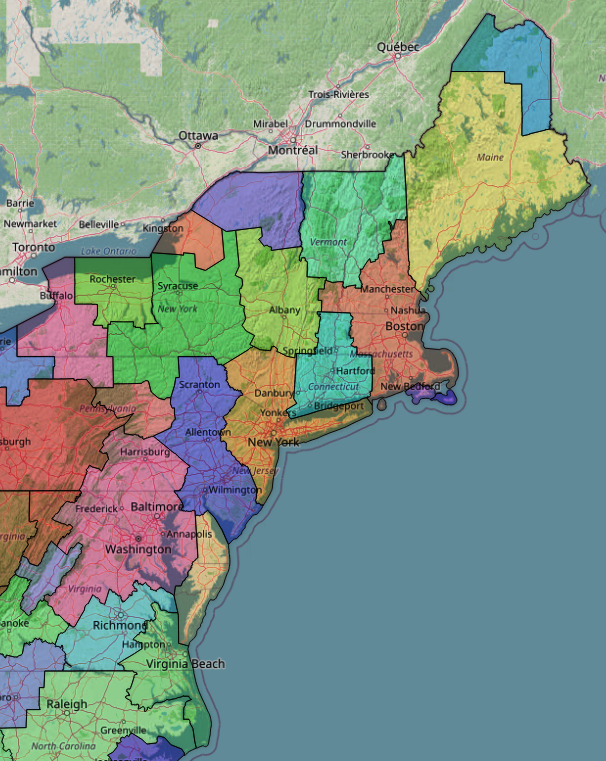 Québec
Trois-Rivières
Mirabel
Drummondville
Ottawa
Montréal
Sherbrooke
Maine
Barrie
Newmarket
Belleville
Kingston
Toronto
Lake Ontario
Vermont
Rochester
Buffalo
Syracuse
New York
Albany
Manchester
Nashua
Boston
Springfield
Massachusetts
Hartford
Connecticut
New Bedford
Scranton
Danbury
Bridgeport
Yonkers
Pennsylvania
Allentown
New York
Harrisburg
New Jersey
Wilmington
Frederick
Baltimore
Annapolis
Washington
Virginia
Richmond
Hampton
Virginia Beach
Raleigh
Greenville
North Carolina